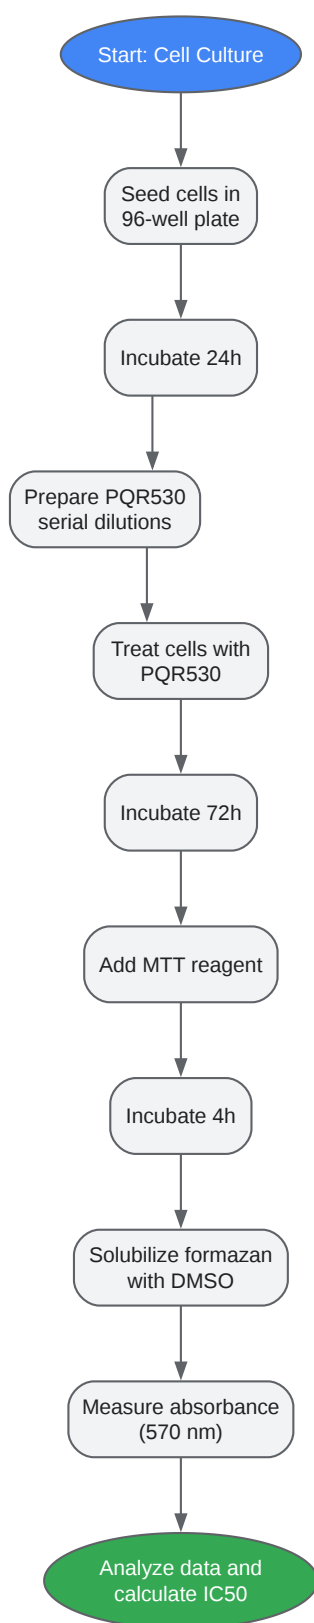 Start: Cell Culture
Seed cells in
96-well plate
Incubate 24h
Prepare PQR530
serial dilutions
Treat cells with
PQR530
Incubate 72h
Add MTT reagent
Incubate 4h
Solubilize formazan
with DMSO
Measure absorbance
(570 nm)
Analyze data and
calculate IC50